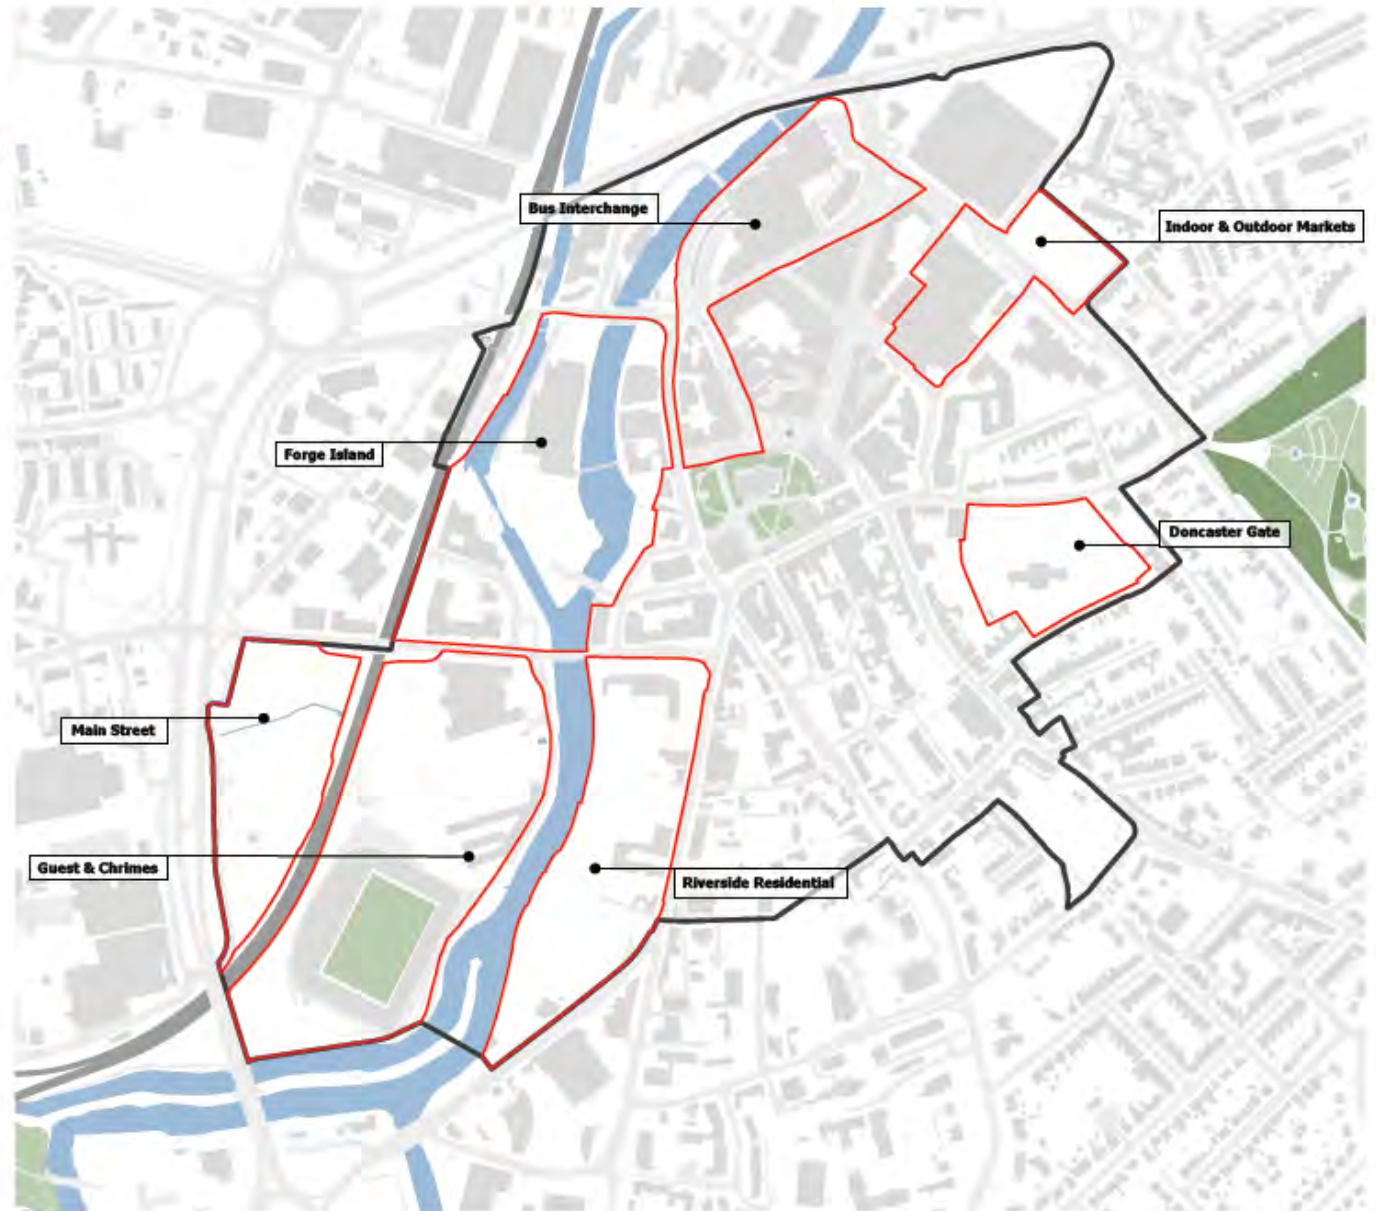 Bus Interchange
Indoor & Outdoor Markets
Forge Island
Doncaster Gate
Main Street
Guest & Chrimes
Riverside Residential